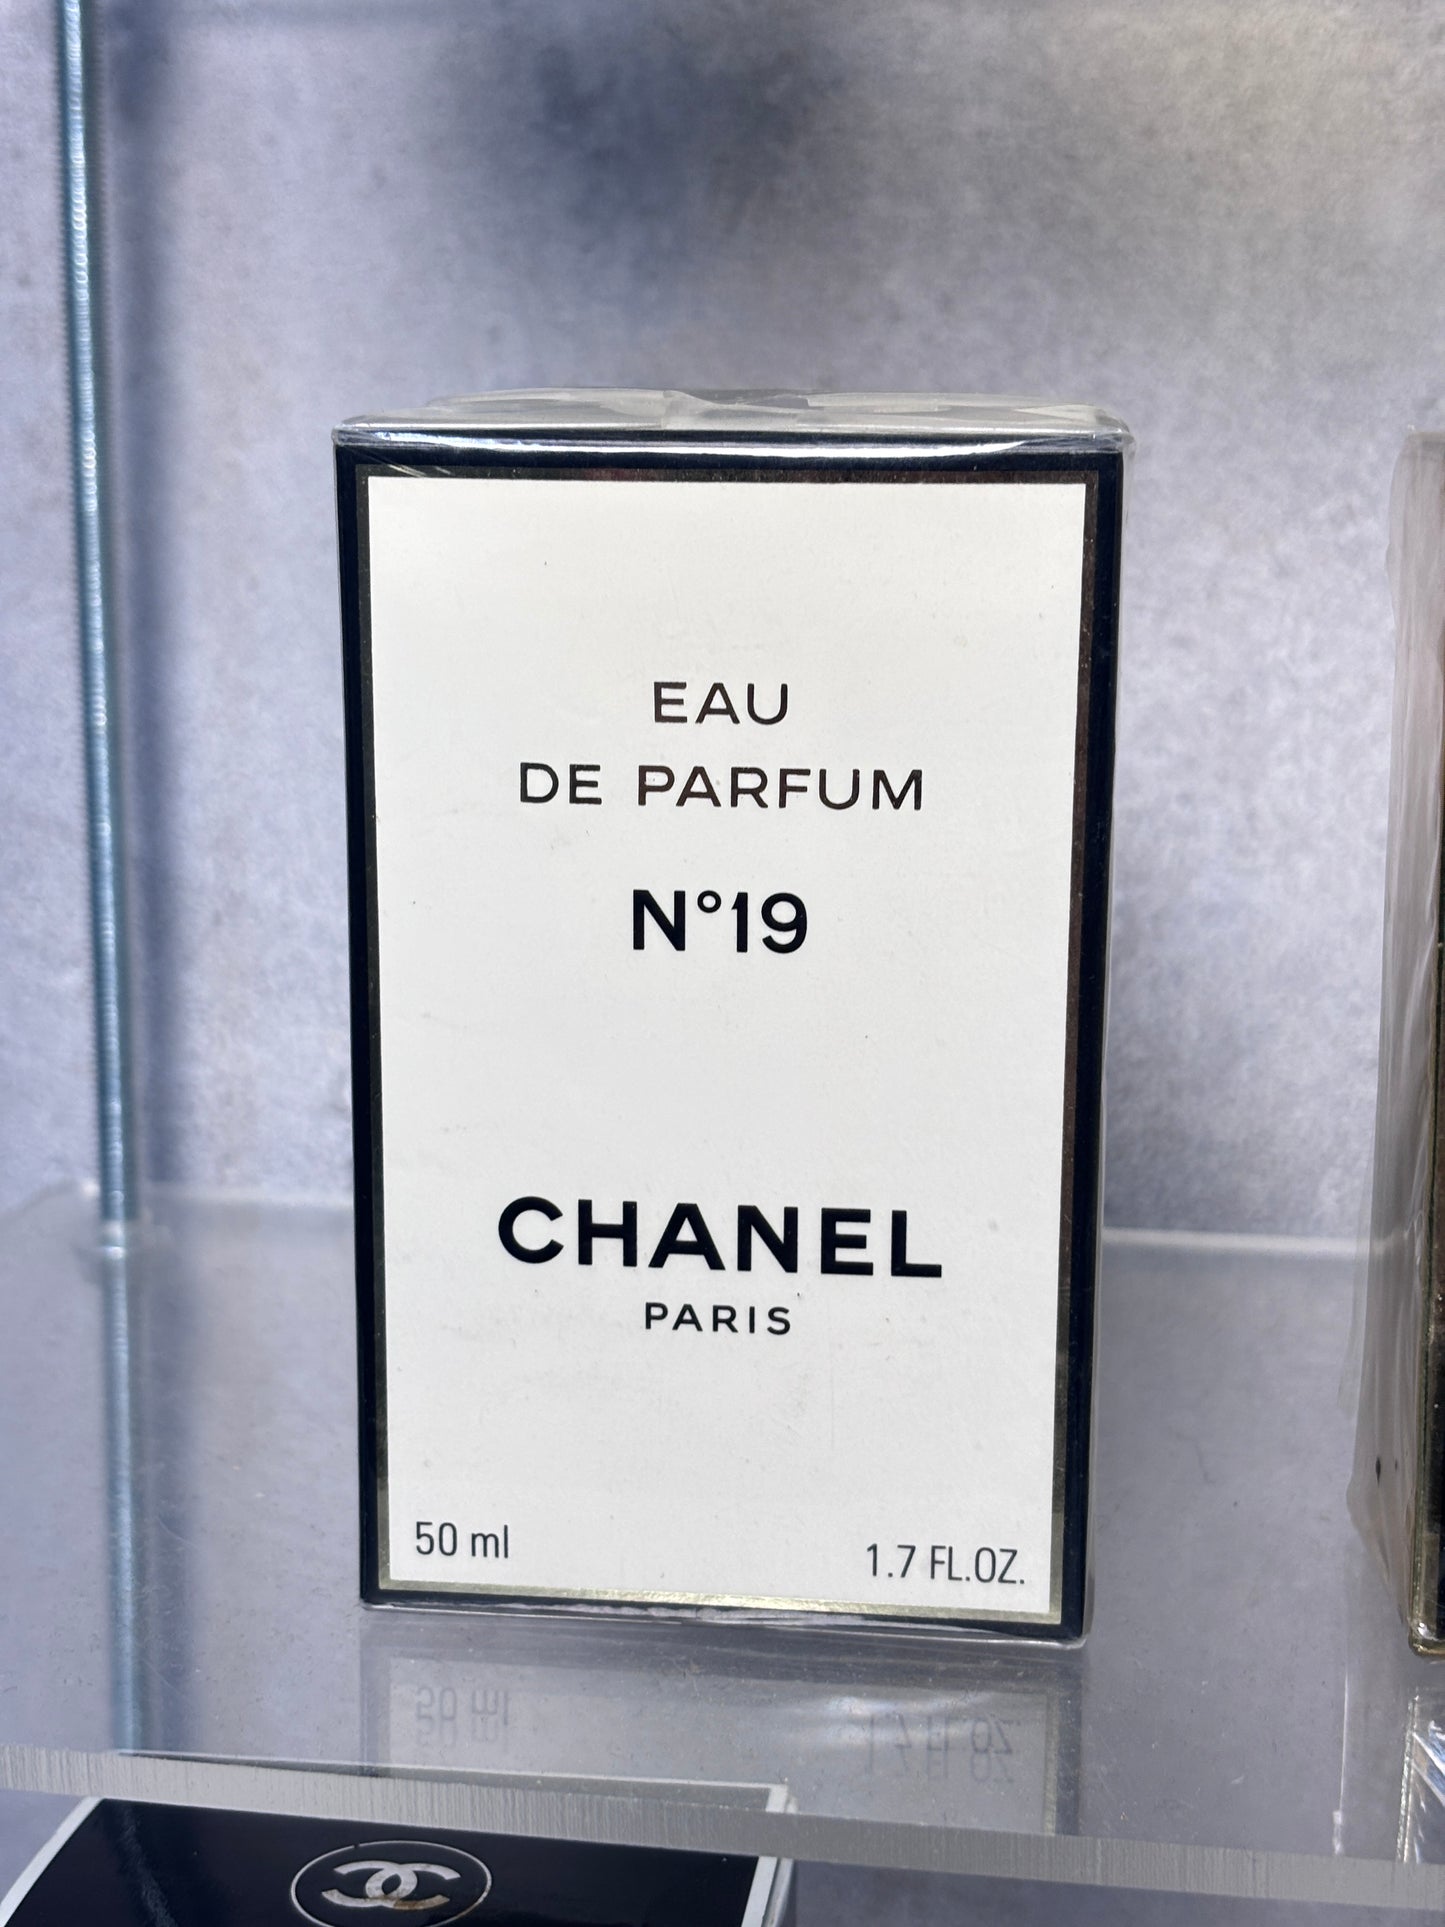 EAU
DE PARFUM
N°19
CHANEL
PARIS
50 ml
1.7 FL.OZ.